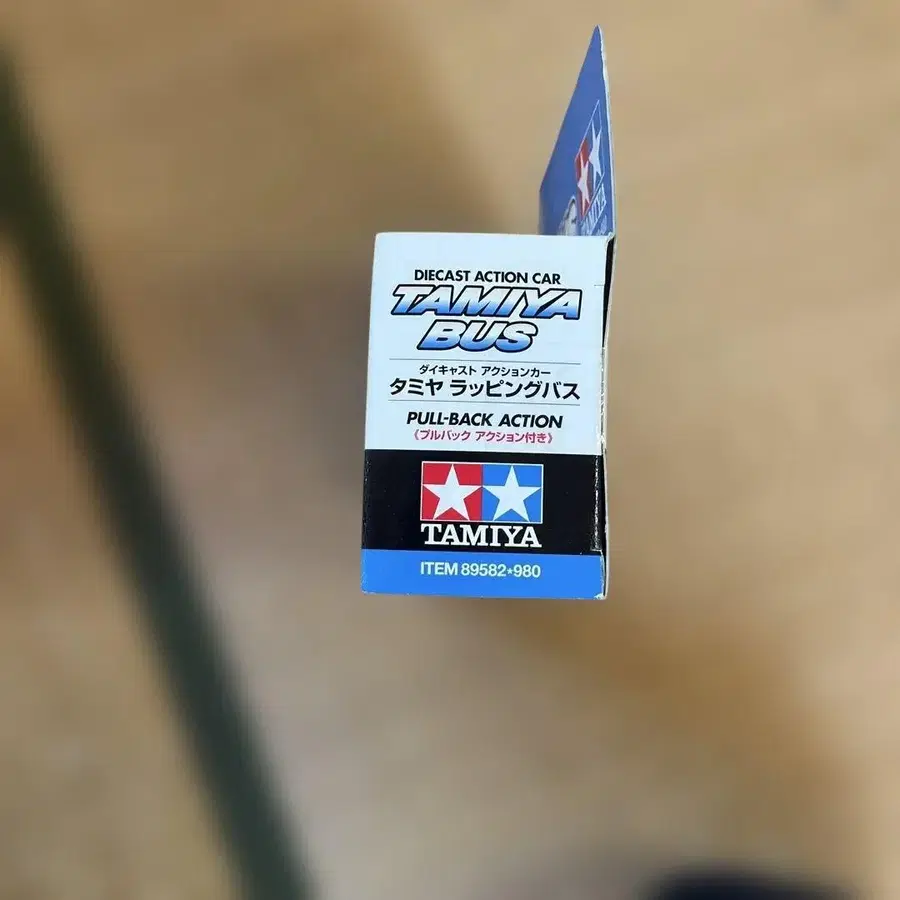 TAMIYA
DIECAST ACTION CAR
TAMIYA
BUS
ダイキャスト アクションカー
タミヤ ラッピングバス
PULL-BACK ACTION
《プルバック アクション付き》
TAMIYA
ITEM 89582*980